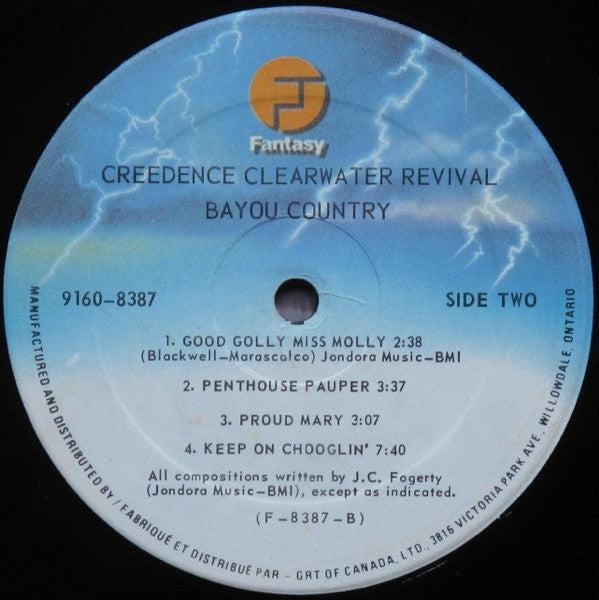 Fantasy
CREEDENCE CLEARWATER REVIVAL
BAYOU COUNTRY
9160-8387
SIDE TWO
1. GOOD GOLLY MISS MOLLY 2:38
(Blackwell-Marascalco) Jondora Music-BMI
2. PENTHOUSE PAUPER 3:37
3. PROUD MARY 3:07
4. KEEP ON CHOOGLIN' 7:40
All compositions written by J.C. Fogerty
(Jondora Music-BMI), except as indicated.
(F-8387-B)
MANUFACTURED AND DISTRIBUTED BY / FABRIQUÉ ET DISTRIBUÉ PAR - GRT OF CANADA, LTD., 3816 VICTORIA PARK AVE. WILLOWDALE, ONTARIO